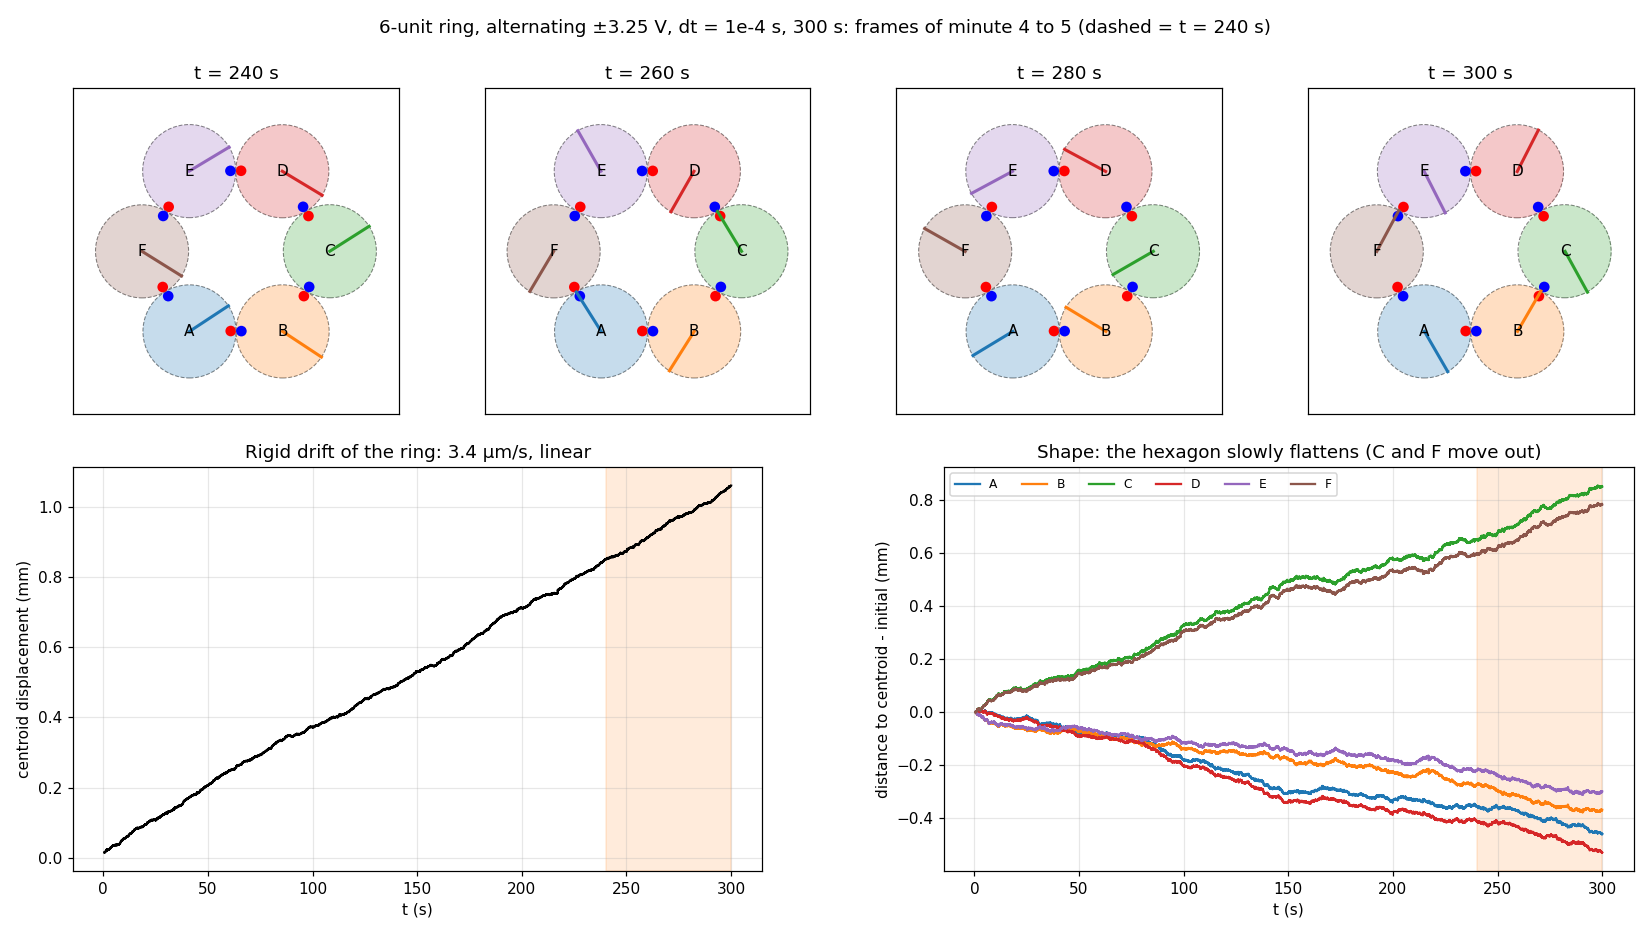 6-unit ring, alternating ±3.25 V, dt = 1e-4 s, 300 s: frames of minute 4 to 5 (dashed = t = 240 s)
t = 240 s
t = 260 s
t = 280 s
t = 300 s
E D
F C
A B
E D
F C
A B
E D
F C
A B
E D
F C
A B
Rigid drift of the ring: 3.4 μm/s, linear
centroid displacement (mm)
1.0
0.8
0.6
0.4
0.2
0.0
0 50 100 150 200 250 300
t (s)
Shape: the hexagon slowly flattens (C and F move out)
A B C D E F
distance to centroid - initial (mm)
0.8
0.6
0.4
0.2
0.0
−0.2
−0.4
0 50 100 150 200 250 300
t (s)